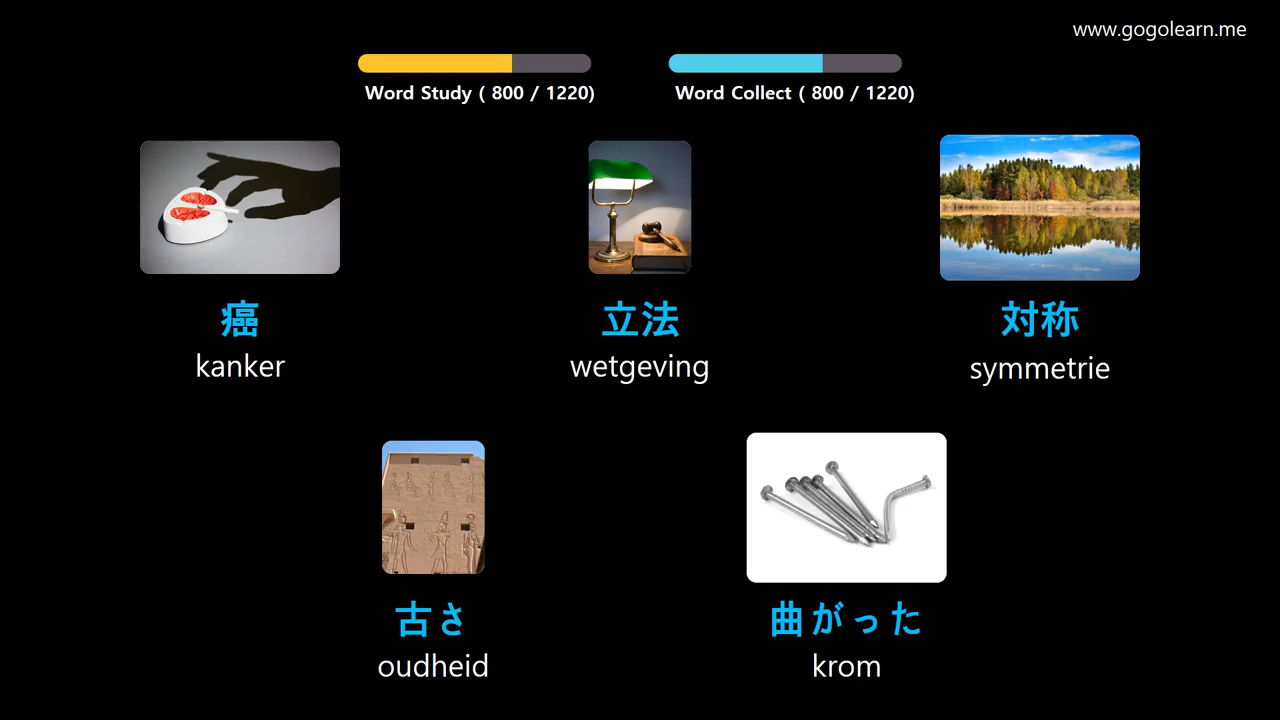 www.gogolearn.me
Word Study ( 800 / 1220)
Word Collect ( 800 / 1220)
癌
kanker
立法
wetgeving
対称
symmetrie
古さ
oudheid
曲がった
krom